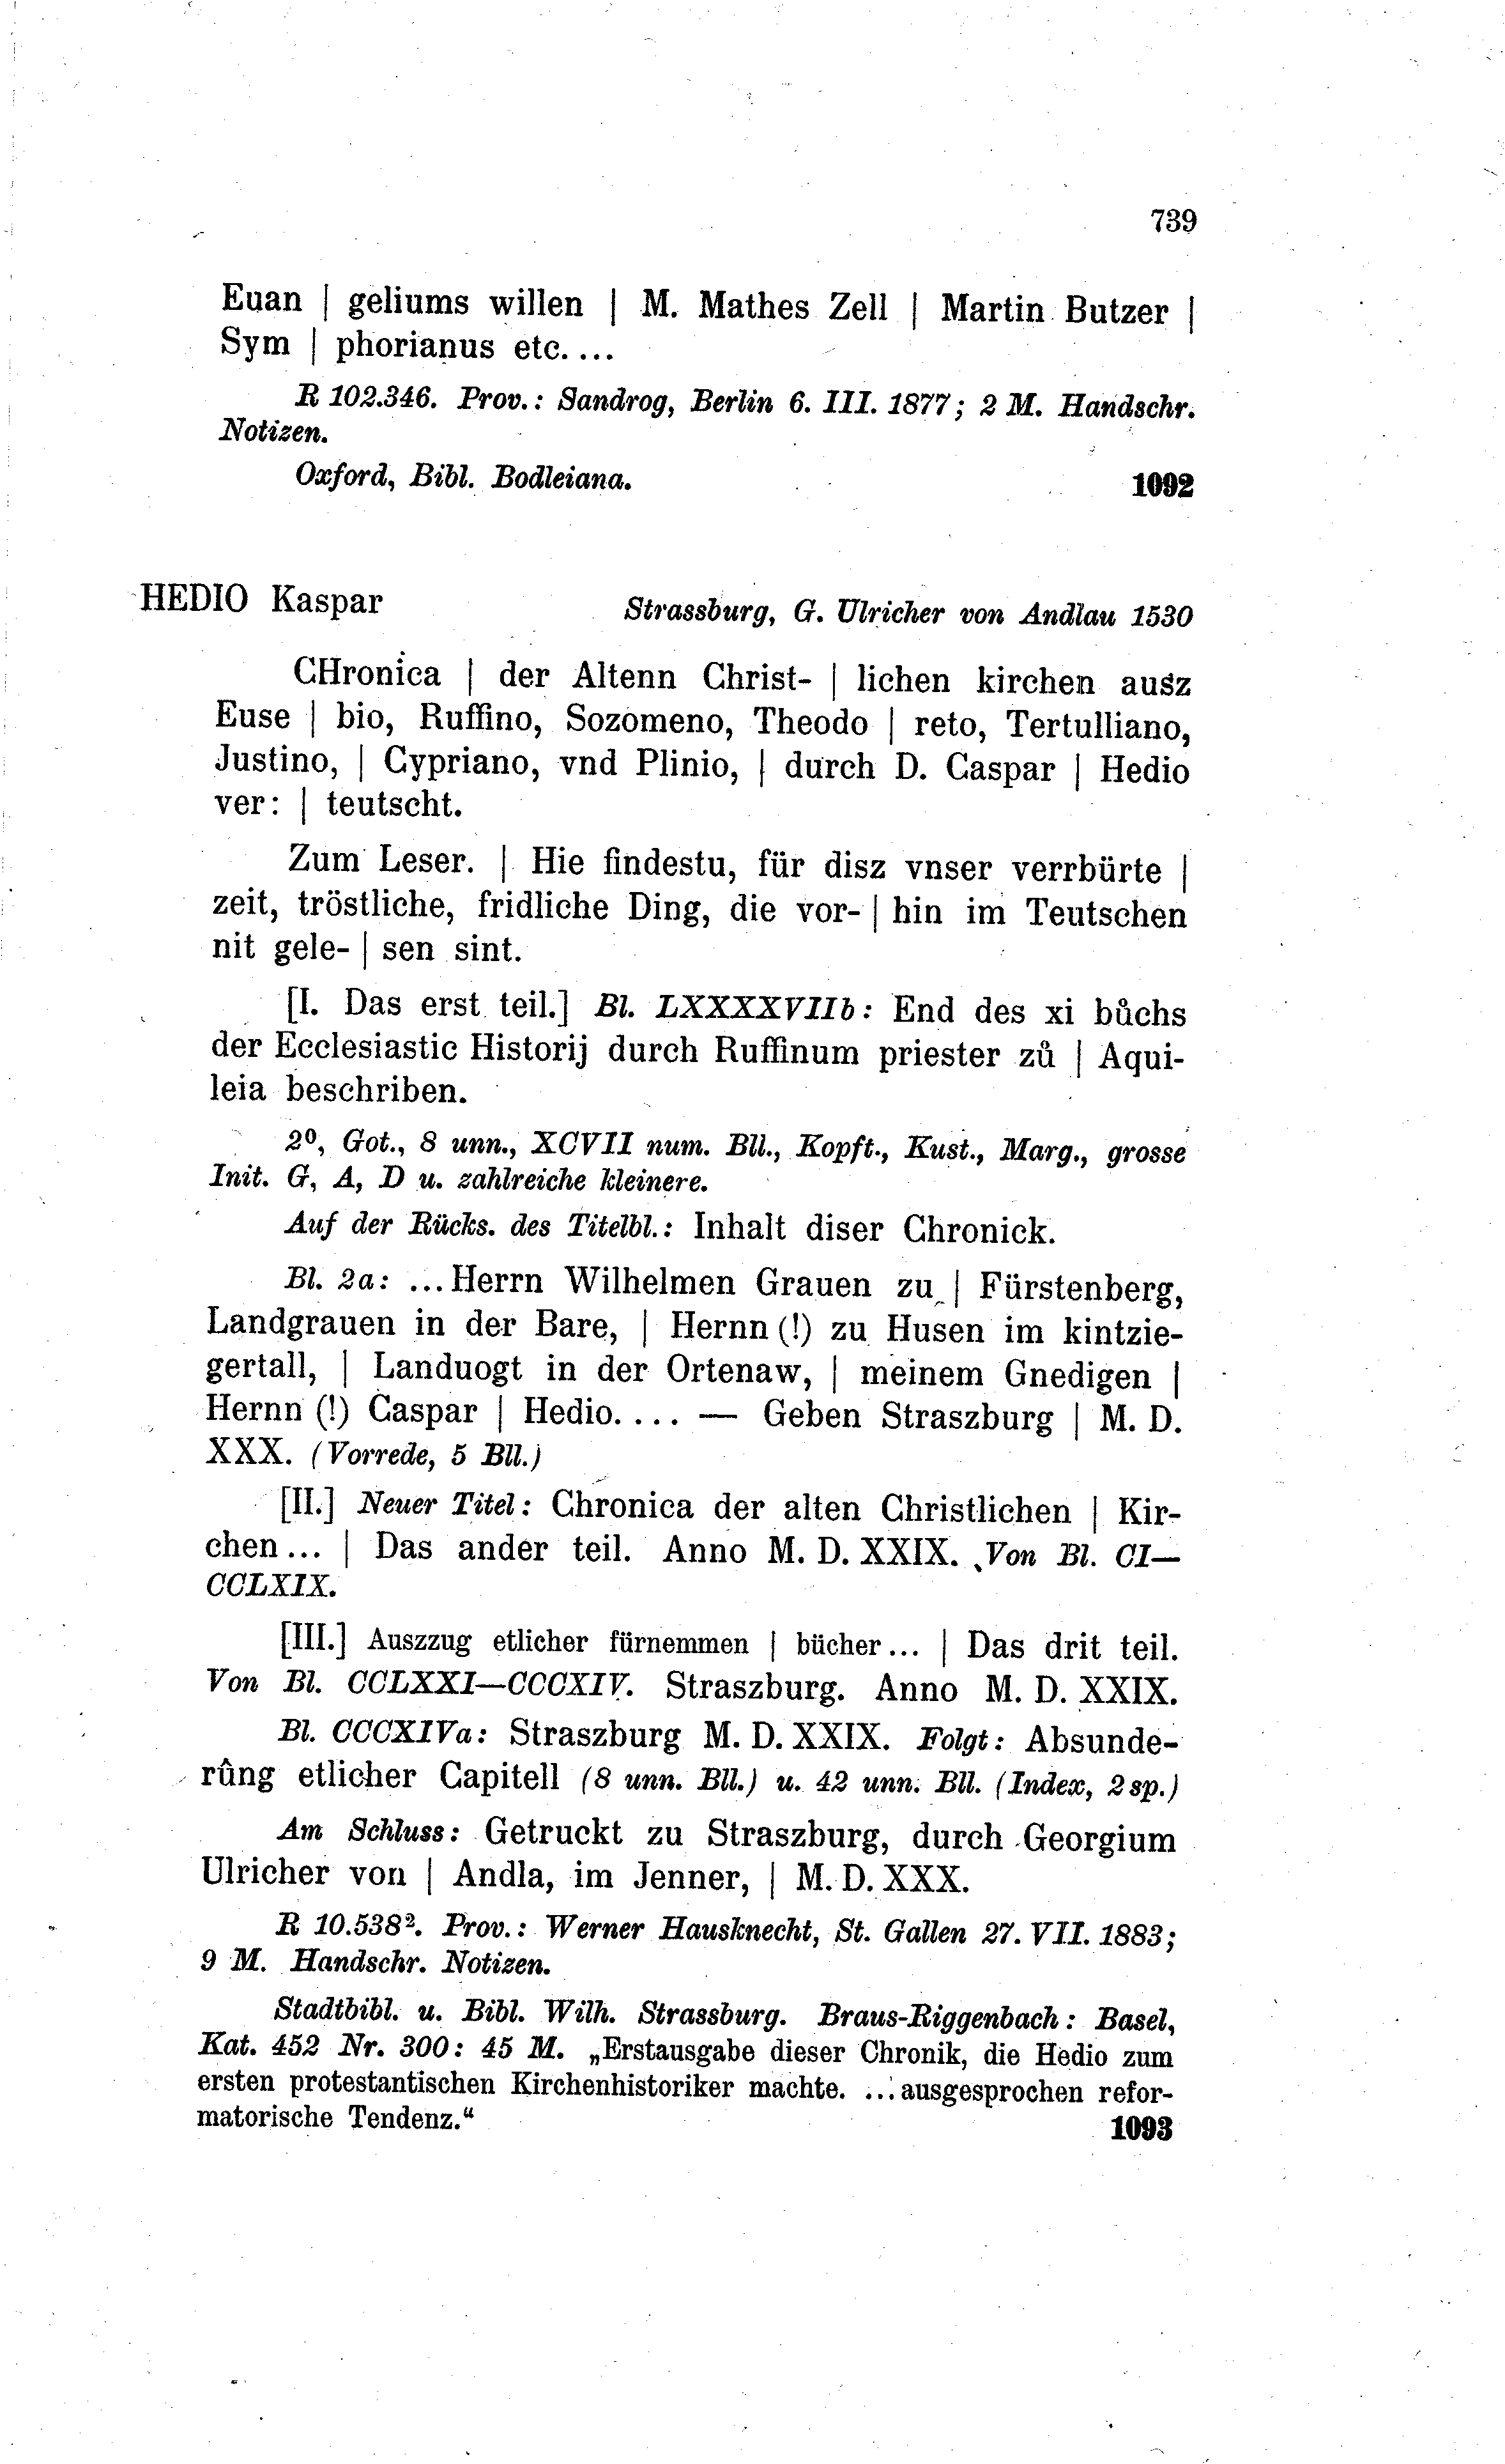 739
Euan | geliums willen | M. Mathes Zell | Martin Butzer |
Sym | phorianus etc. ...
R 102.346. Prov.: Sandrog, Berlin 6. III. 1877; 2 M. Handschr.
Notizen.
Oxford, Bibl. Bodleiana. 1092
HEDIO Kaspar Strassburg, G. Ulricher von Andlau 1530
CHronica | der Altenn Christ- | lichen kirchen ausz
Euse | bio, Ruffino, Sozomeno, Theodo | reto, Tertulliano,
Justino, | Cypriano, vnd Plinio, | durch D. Caspar | Hedio
ver: | teutscht.
Zum Leser. | Hie findestu, für disz vnser verrbürte |
zeit, tröstliche, fridliche Ding, die vor- | hin im Teutschen
nit gele- | sen sint.
[I. Das erst teil.] Bl. LXXXXVIIb: End des xi bůchs
der Ecclesiastic Historij durch Ruffinum priester zů | Aqui-
leia beschriben.
2⁰, Got., 8 unn., XCVII num. Bll., Kopft., Kust., Marg., grosse
Init. G, A, D u. zahlreiche kleinere.
Auf der Rücks. des Titelbl.: Inhalt diser Chronick.
Bl. 2a: ... Herrn Wilhelmen Grauen zu | Fürstenberg,
Landgrauen in der Bare, | Hernn (!) zu Husen im kintzie-
gertall, | Landuogt in der Ortenaw, | meinem Gnedigen |
Hernn (!) Caspar | Hedio. ... — Geben Straszburg | M. D.
XXX. (Vorrede, 5 Bll.)
[II.] Neuer Titel: Chronica der alten Christlichen | Kir-
chen ... | Das ander teil. Anno M. D. XXIX. Von Bl. CI—
CCLXIX.
[III.] Auszzug etlicher fürnemmen | bücher ... | Das drit teil.
Von Bl. CCLXXI—CCCXIV. Straszburg. Anno M. D. XXIX.
Bl. CCCXIVa: Straszburg M. D. XXIX. Folgt: Absunde-
rûng etlicher Capitell (8 unn. Bll.) u. 42 unn. Bll. (Index, 2 sp.)
Am Schluss: Getruckt zu Straszburg, durch Georgium
Ulricher von | Andla, im Jenner, | M. D. XXX.
R 10.538². Prov.: Werner Hausknecht, St. Gallen 27. VII. 1883;
9 M. Handschr. Notizen.
Stadtbibl. u. Bibl. Wilh. Strassburg. Braus-Riggenbach: Basel,
Kat. 452 Nr. 300: 45 M. „Erstausgabe dieser Chronik, die Hedio zum
ersten protestantischen Kirchenhistoriker machte. ... ausgesprochen refor-
matorische Tendenz.“ 1093